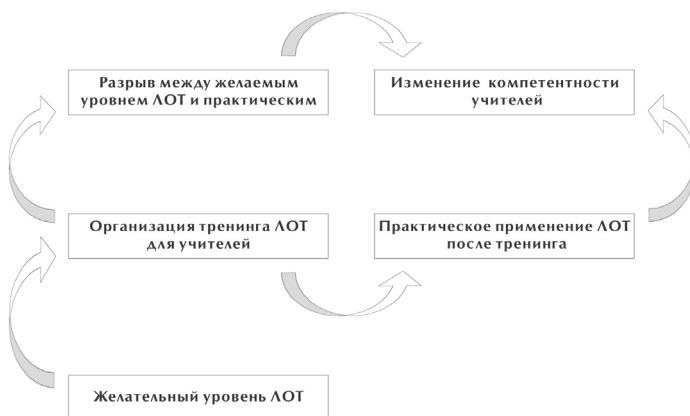 Разрыв между желаемым
уровнем ЛОТ и практическим
Изменение компетентности
учителей
Организация тренинга ЛОТ
для учителей
Практическое применение ЛОТ
после тренинга
Желательный уровень ЛОТ